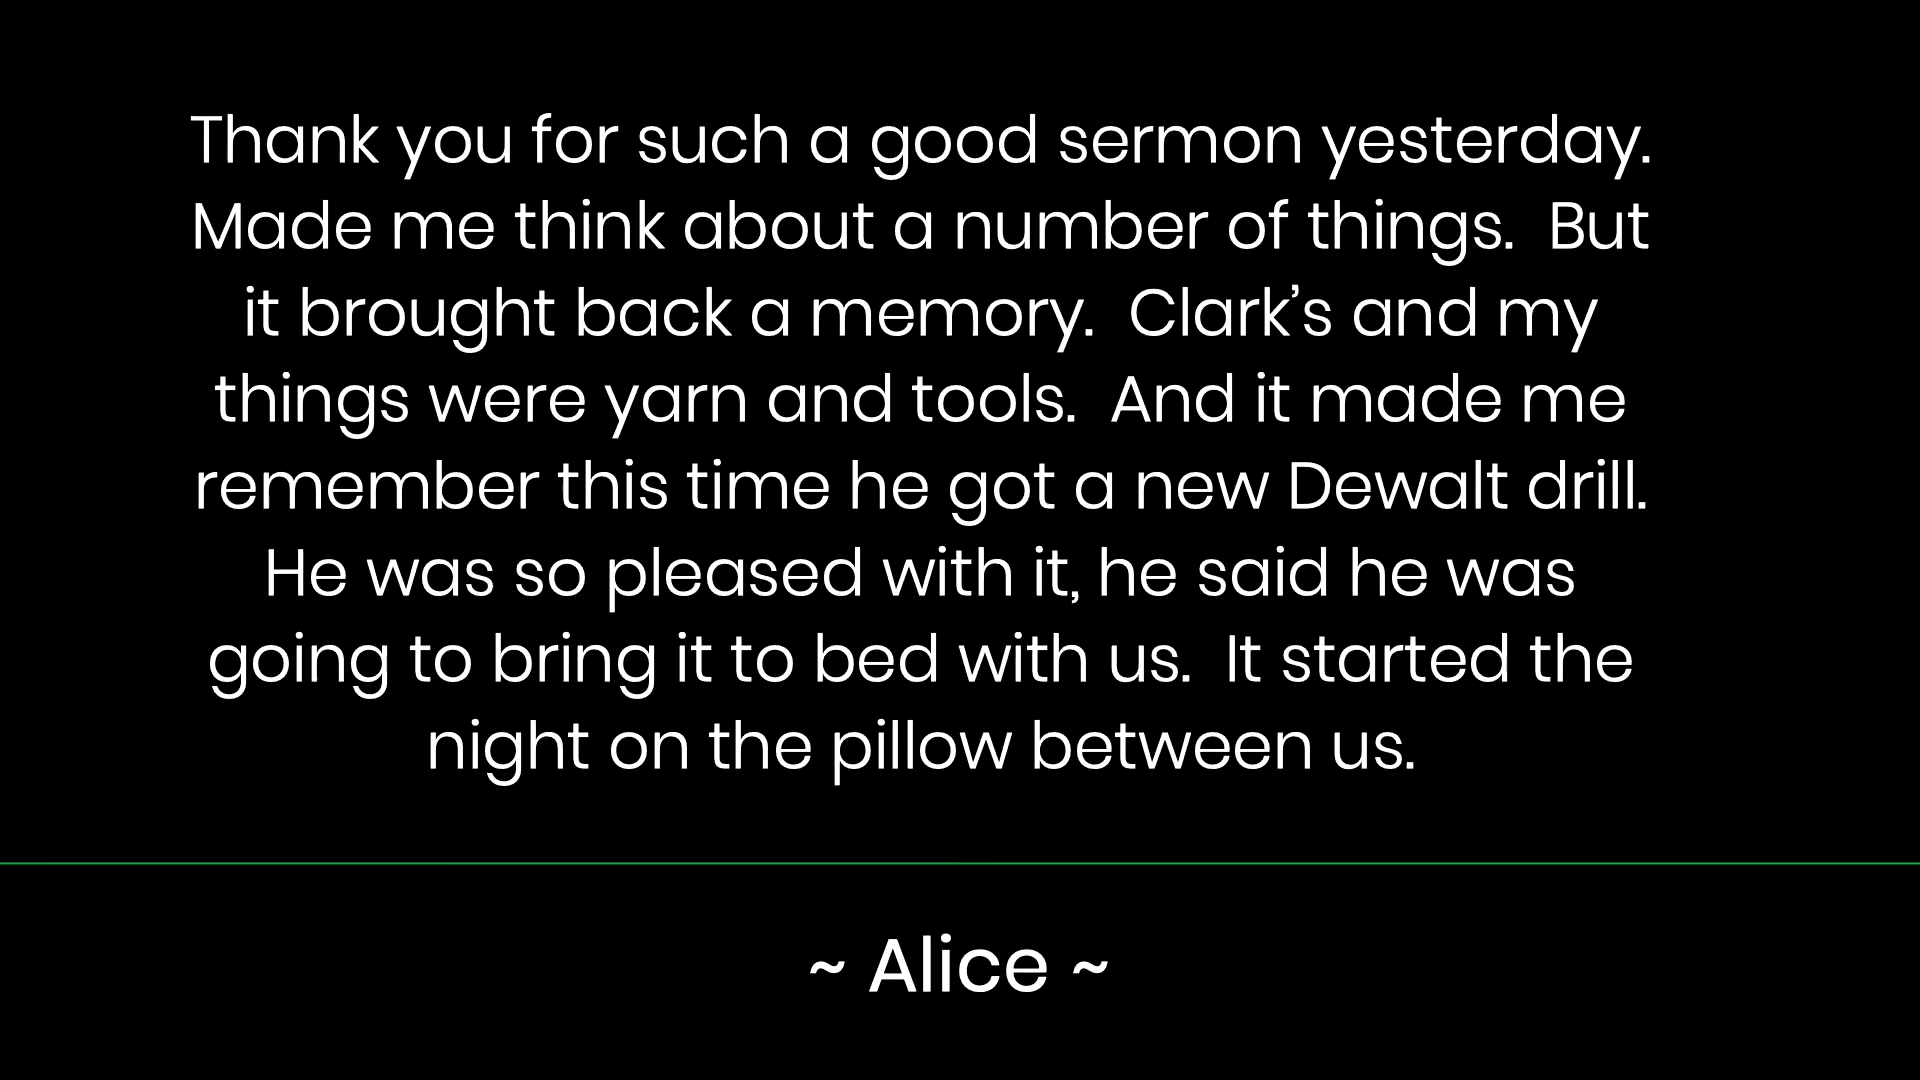 Thank you for such a good sermon yesterday.
Made me think about a number of things.  But
it brought back a memory.  Clark’s and my
things were yarn and tools.  And it made me
remember this time he got a new Dewalt drill.
He was so pleased with it, he said he was
going to bring it to bed with us.  It started the
night on the pillow between us.
~ Alice ~